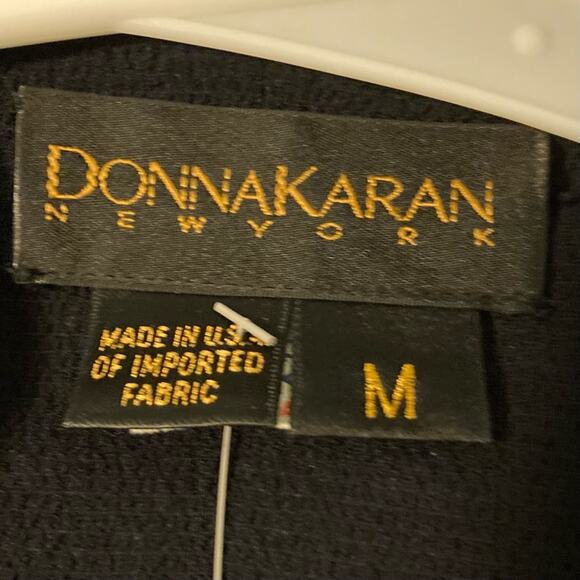 DONNAKARAN
NEW YORK
MADE IN U.S.A
OF IMPORTED
FABRIC
M